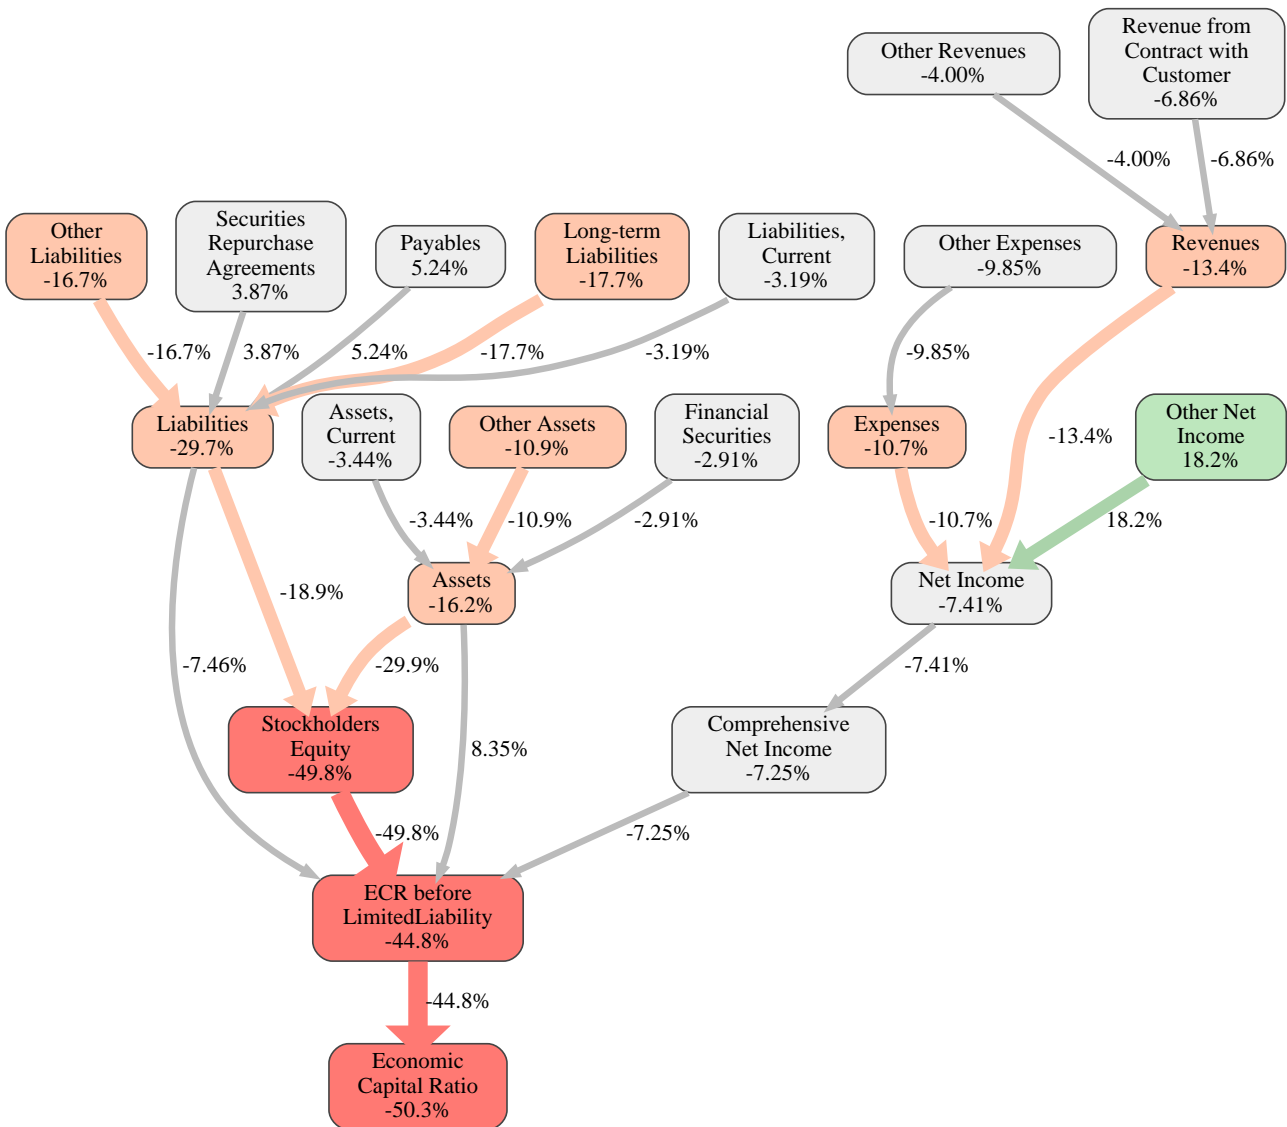 Other Revenues
-4.00%
Revenue from
Contract with
Customer
-6.86%
-4.00%
-6.86%
Other
Liabilities
-16.7%
Securities
Repurchase
Agreements
3.87%
Payables
5.24%
Long-term
Liabilities
-17.7%
Liabilities,
Current
-3.19%
Other Expenses
-9.85%
Revenues
-13.4%
-16.7%
3.87%
5.24%
-17.7%
-3.19%
-9.85%
-13.4%
Liabilities
-29.7%
Assets,
Current
-3.44%
Other Assets
-10.9%
Financial
Securities
-2.91%
Expenses
-10.7%
Other Net
Income
18.2%
-3.44%
-10.9%
-2.91%
-10.7%
18.2%
-18.9%
Assets
-16.2%
Net Income
-7.41%
-7.46%
-29.9%
-7.41%
Stockholders
Equity
-49.8%
8.35%
Comprehensive
Net Income
-7.25%
-49.8%
-7.25%
ECR before
LimitedLiability
-44.8%
-44.8%
Economic
Capital Ratio
-50.3%